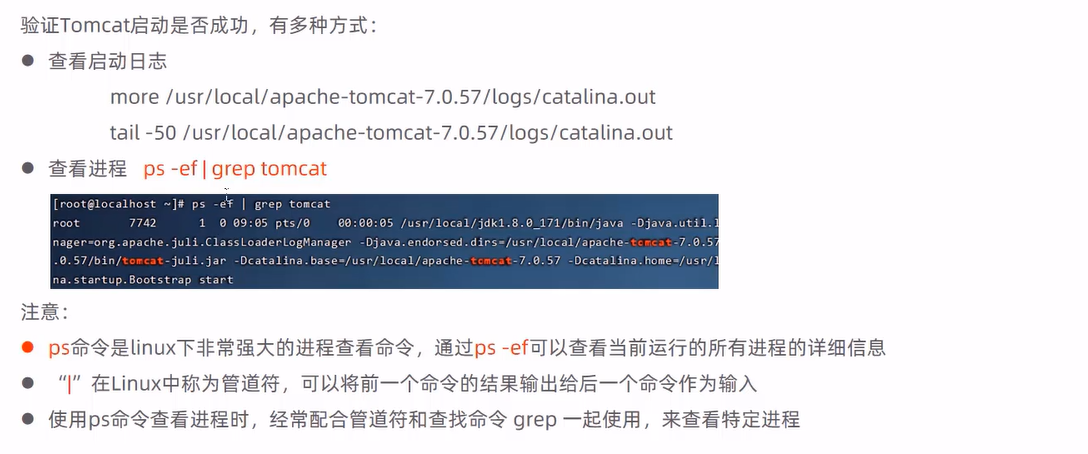 验证Tomcat启动是否成功，有多种方式：
● 查看启动日志
more /usr/local/apache-tomcat-7.0.57/logs/catalina.out
tail -50 /usr/local/apache-tomcat-7.0.57/logs/catalina.out
● 查看进程 ps -ef | grep tomcat
[root@localhost ~]# ps -ef | grep tomcat
root 7742 1 0 09:05 pts/0 00:00:05 /usr/local/jdk1.8.0_171/bin/java -Djava.util.l
nager=org.apache.juli.ClassLoaderLogManager -Djava.endorsed.dirs=/usr/local/apache-tomcat-7.0.57
.0.57/bin/tomcat-juli.jar -Dcatalina.base=/usr/local/apache-tomcat-7.0.57 -Dcatalina.home=/usr/l
na.startup.Bootstrap start
注意：
● ps命令是linux下非常强大的进程查看命令，通过ps -ef可以查看当前运行的所有进程的详细信息
● “|”在Linux中称为管道符，可以将前一个命令的结果输出给后一个命令作为输入
● 使用ps命令查看进程时，经常配合管道符和查找命令 grep 一起使用，来查看特定进程